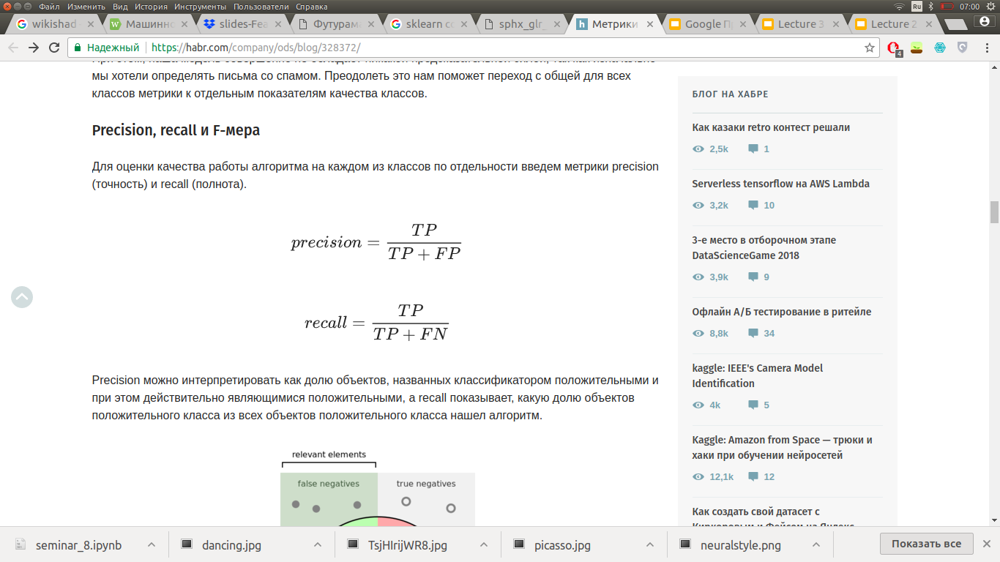 Файл Изменить Вид История Инструменты Пользователи Справка
Ru
07:00
wikishad
Машинно
slides-Fea
Футурам
sklearn co
sphx_glr_
Метрики
Google П
Lecture 3
Lecture 2
Надежный
https://habr.com/company/ods/blog/328372/
4
мы хотели определять письма со спамом. Преодолеть это нам поможет переход с общей для всех
классов метрики к отдельным показателям качества классов.
Precision, recall и F-мера
Для оценки качества работы алгоритма на каждом из классов по отдельности введем метрики precision
(точность) и recall (полнота).
precision = TP / TP + FP
recall = TP / TP + FN
Precision можно интерпретировать как долю объектов, названных классификатором положительными и
при этом действительно являющимися положительными, а recall показывает, какую долю объектов
положительного класса из всех объектов положительного класса нашел алгоритм.
relevant elements
false negatives
true negatives
БЛОГ НА ХАБРЕ
Как казаки retro контест решали
2,5k 1
Serverless tensorflow на AWS Lambda
3,2k 10
3-е место в отборочном этапе
DataScienceGame 2018
3,9k 9
Офлайн А/Б тестирование в ритейле
8,8k 34
kaggle: IEEE's Camera Model
Identification
4k 5
Kaggle: Amazon from Space — трюки и
хаки при обучении нейросетей
12,1k 12
Как создать свой датасет с
Киркоровым и Фейсом на Яндекс
seminar_8.ipynb
dancing.jpg
TsjHIrijWR8.jpg
picasso.jpg
neuralstyle.png
Показать все